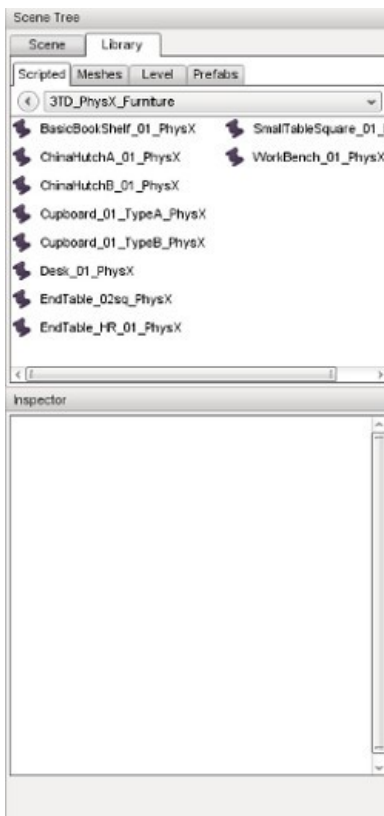 Scene Tree
Scene Library
Scripted Meshes Level Prefabs
3TD_PhysX_Furniture
BasicBookShelf_01_PhysX
ChinaHutchA_01_PhysX
ChinaHutchB_01_PhysX
Cupboard_01_TypeA_PhysX
Cupboard_01_TypeB_PhysX
Desk_01_PhysX
EndTable_02sq_PhysX
EndTable_HR_01_PhysX
SmallTableSquare_01_
WorkBench_01_PhysX
Inspector